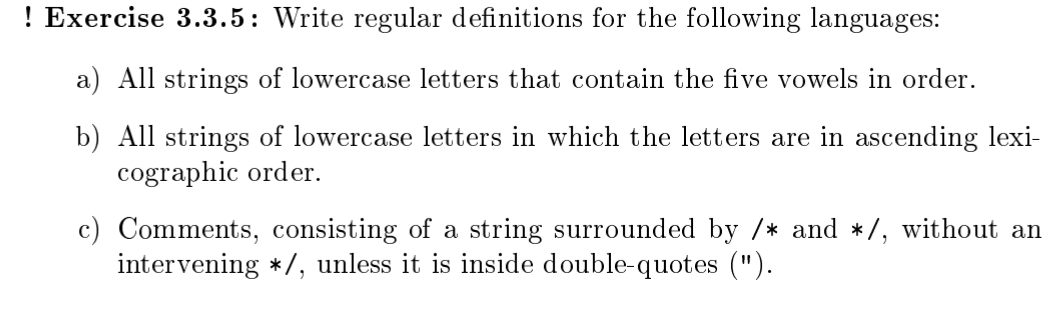 ! Exercise 3.3.5: Write regular definitions for the following languages:
a) All strings of lowercase letters that contain the five vowels in order.
b) All strings of lowercase letters in which the letters are in ascending lexi-
cographic order.
c) Comments, consisting of a string surrounded by /* and */, without an
intervening */, unless it is inside double-quotes (").